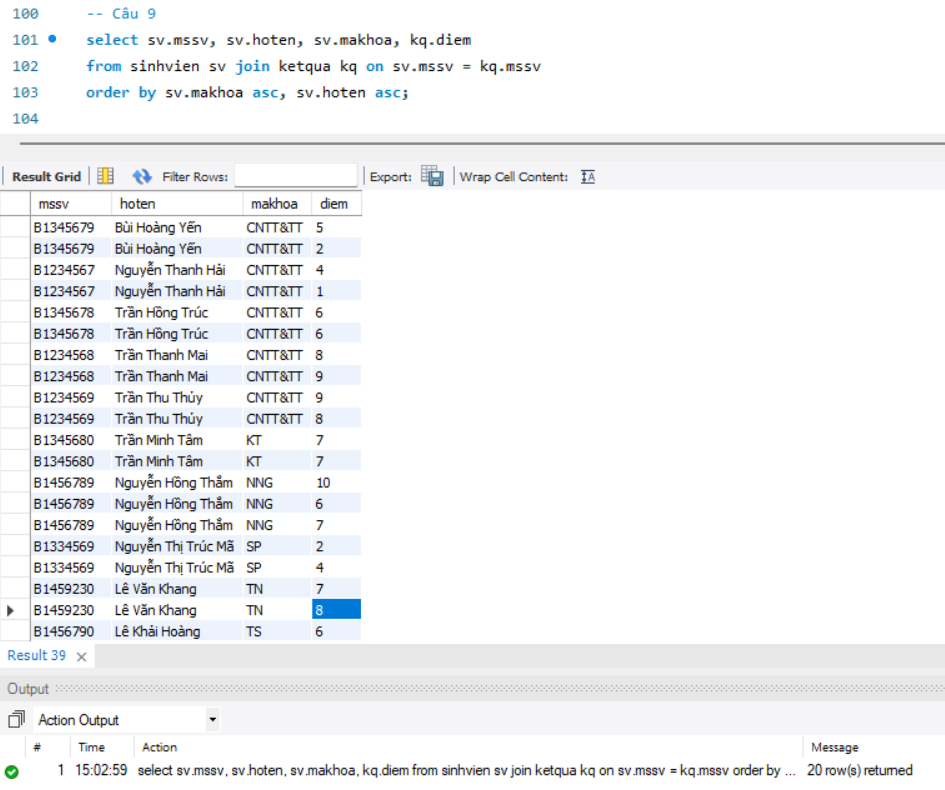 100 -- Câu 9
101 select sv.mssv, sv.hoten, sv.makhoa, kq.diem
102 from sinhvien sv join ketqua kq on sv.mssv = kq.mssv
103 order by sv.makhoa asc, sv.hoten asc;
104
Result Grid Filter Rows: Export: Wrap Cell Content: IA
mssv hoten makhoa diem
B1345679 Bùi Hoàng Yến CNTT&TT 5
B1345679 Bùi Hoàng Yến CNTT&TT 2
B1234567 Nguyễn Thanh Hải CNTT&TT 4
B1234567 Nguyễn Thanh Hải CNTT&TT 1
B1345678 Trần Hồng Trúc CNTT&TT 6
B1345678 Trần Hồng Trúc CNTT&TT 6
B1234568 Trần Thanh Mai CNTT&TT 8
B1234568 Trần Thanh Mai CNTT&TT 9
B1234569 Trần Thu Thủy CNTT&TT 9
B1234569 Trần Thu Thủy CNTT&TT 8
B1345680 Trần Minh Tâm KT 7
B1345680 Trần Minh Tâm KT 7
B1456789 Nguyễn Hồng Thắm NNG 10
B1456789 Nguyễn Hồng Thắm NNG 6
B1456789 Nguyễn Hồng Thắm NNG 7
B1334569 Nguyễn Thị Trúc Mã SP 2
B1334569 Nguyễn Thị Trúc Mã SP 4
B1459230 Lê Văn Khang TN 7
B1459230 Lê Văn Khang TN 8
B1456790 Lê Khải Hoàng TS 6
Result 39
Output
Action Output
# Time Action Message
1 15:02:59 select sv.mssv, sv.hoten, sv.makhoa, kq.diem from sinhvien sv join ketqua kq on sv.mssv = kq.mssv order by ... 20 row(s) returned